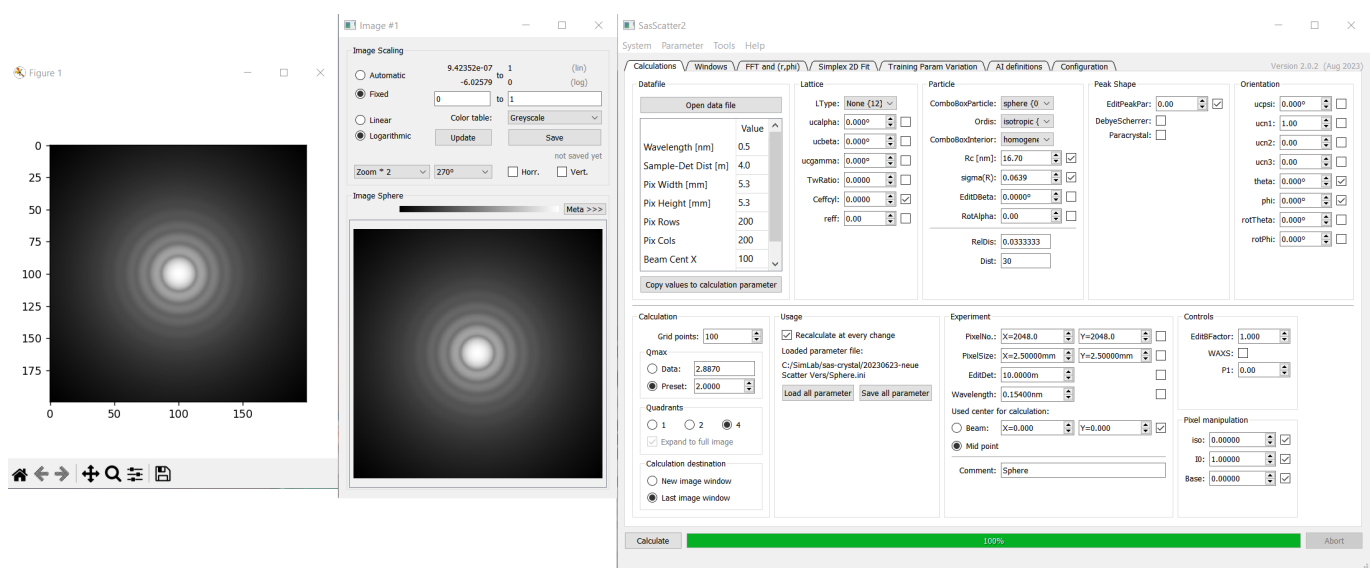 Figure 1
0
25
50
75
100
125
150
175
0 50 100 150
Image #1
Image Scaling
Automatic
Fixed
9.42352e-07 to 1 (lin)
-6.02579 0 (log)
0 to 1
Linear
Logarithmic
Color table: Greyscale
Update Save
not saved yet
Zoom * 2 270º Horr. Vert.
Image Sphere
Meta >>>
SasScatter2
System Parameter Tools Help
Calculations Windows FFT and (r,phi) Simplex 2D Fit Training Param Variation AI definitions Configuration Version 2.0.2 (Aug 2023)
Datafile
Open data file
Value
Wavelength [nm] 0.5
Sample-Det Dist [m] 4.0
Pix Width [mm] 5.3
Pix Height [mm] 5.3
Pix Rows 200
Pix Cols 200
Beam Cent X 100
Copy values to calculation parameter
Lattice
LType: None {12}
ucalpha: 0.000º
ucbeta: 0.000º
ucgamma: 0.000º
TwRatio: 0.0000
Ceffcyl: 0.0000
reff: 0.00
Particle
ComboBoxParticle: sphere {0
Ordis: isotropic {
ComboBoxInterior: homogene
Rc [nm]: 16.70
sigma(R): 0.0639
EditDBeta: 0.0000º
RotAlpha: 0.00
RelDis: 0.0333333
Dist: 30
Peak Shape
EditPeakPar: 0.00
DebyeScherrer:
Paracrystal:
Orientation
ucpsi: 0.000º
ucn1: 1.00
ucn2: 0.00
ucn3: 0.00
theta: 0.000º
phi: 0.000º
rotTheta: 0.000º
rotPhi: 0.000º
Calculation
Grid points: 100
Qmax
Data: 2.8870
Preset: 2.0000
Quadrants
1 2 4
Expand to full image
Calculation destination
New image window
Last image window
Usage
Recalculate at every change
Loaded parameter file:
C:/SimLab/sas-crystal/20230623-neue
Scatter Vers/Sphere.ini
Load all parameter Save all parameter
Experiment
PixelNo.: X=2048.0 Y=2048.0
PixelSize: X=2.50000mm Y=2.50000mm
EditDet: 10.0000m
Wavelength: 0.15400nm
Used center for calculation:
Beam: X=0.000 Y=0.000
Mid point
Comment: Sphere
Controls
EditBFactor: 1.000
WAXS:
P1: 0.00
Pixel manipulation
iso: 0.00000
I0: 1.00000
Base: 0.00000
Calculate 100% Abort